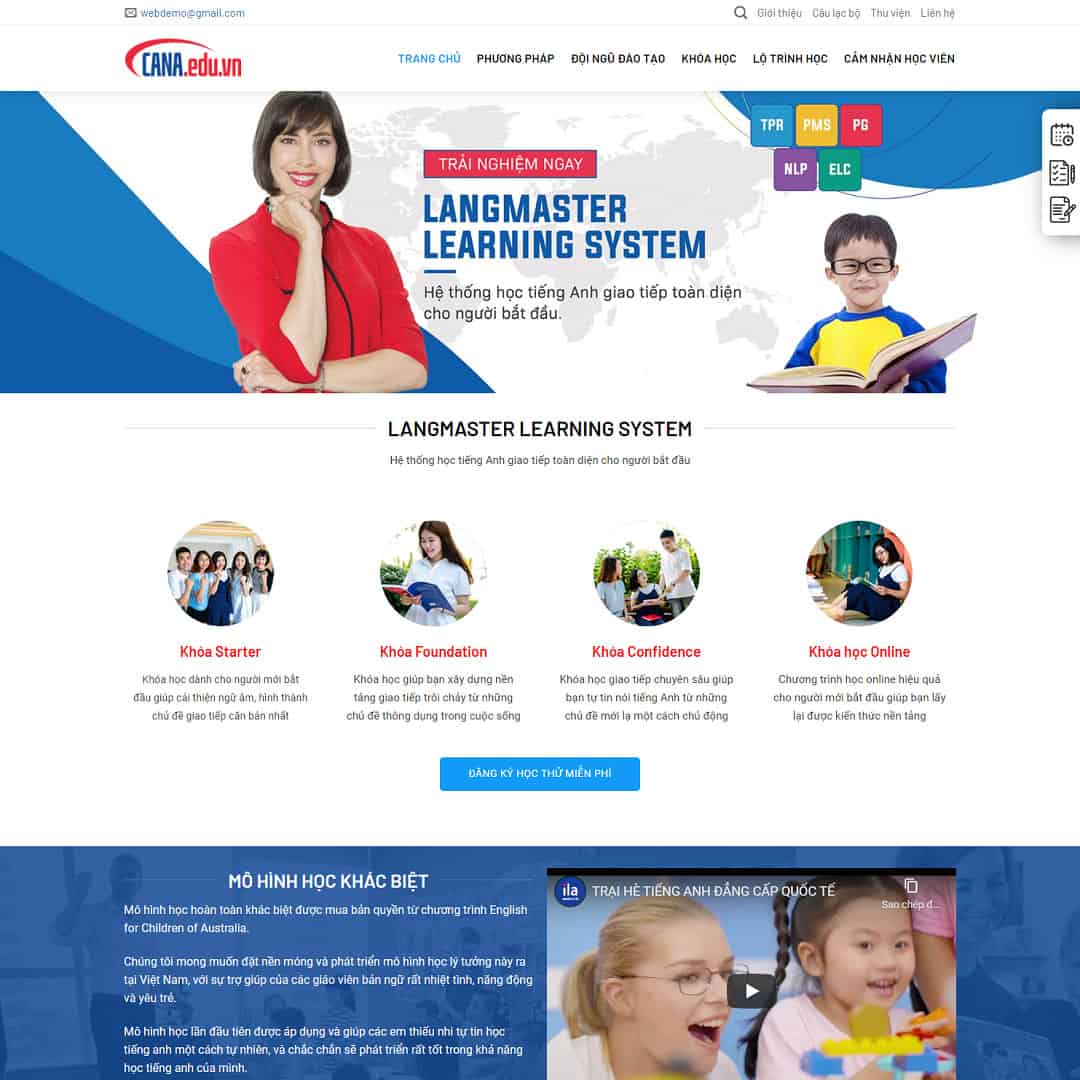 webdemo@gmail.com
Giới thiệu Câu lạc bộ Thư viện Liên hệ
CANA.edu.vn
TRANG CHỦ PHƯƠNG PHÁP ĐỘI NGŨ ĐÀO TẠO KHÓA HỌC LỘ TRÌNH HỌC CẢM NHẬN HỌC VIÊN
TPR PMS PG
NLP ELC
TRẢI NGHIỆM NGAY
LANGMASTER
LEARNING SYSTEM
Hệ thống học tiếng Anh giao tiếp toàn diện
cho người bắt đầu.
LANGMASTER LEARNING SYSTEM
Hệ thống học tiếng Anh giao tiếp toàn diện cho người bắt đầu
Khóa Starter
Khóa học dành cho người mới bắt
đầu giúp cải thiện ngữ âm, hình thành
chủ đề giao tiếp căn bản nhất
Khóa Foundation
Khóa học giúp bạn xây dựng nền
tảng giao tiếp trôi chảy từ những
chủ đề thông dụng trong cuộc sống
Khóa Confidence
Khóa học giao tiếp chuyên sâu giúp
bạn tự tin nói tiếng Anh từ những
chủ đề mới lạ một cách chủ động
Khóa học Online
Chương trình học online hiệu quả
cho người mới bắt đầu giúp bạn lấy
lại được kiến thức nền tảng
ĐĂNG KÝ HỌC THỬ MIỄN PHÍ
MÔ HÌNH HỌC KHÁC BIỆT
Mô hình học hoàn toàn khác biệt được mua bản quyền từ chương trình English
for Children of Australia.
Chúng tôi mong muốn đặt nền móng và phát triển mô hình học lý tưởng này ra
tại Việt Nam, với sự trợ giúp của các giáo viên bản ngữ rất nhiệt tình, năng động
và yêu trẻ.
Mô hình học lần đầu tiên được áp dụng và giúp các em thiếu nhi tự tin học
tiếng anh một cách tự nhiên, và chắc chắn sẽ phát triển rất tốt trong khả năng
học tiếng anh của mình.
ila
TRẠI HÈ TIẾNG ANH ĐẲNG CẤP QUỐC TẾ
Sao chép đ...